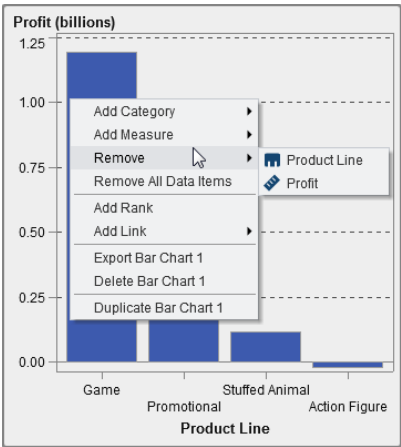 Profit (billions)
1.25
1.00
0.75
0.50
0.25
0.00
Add Category
Add Measure
Remove
Remove All Data Items
Add Rank
Add Link
Export Bar Chart 1
Delete Bar Chart 1
Duplicate Bar Chart 1
Product Line
Profit
Game
Promotional
Stuffed Animal
Action Figure
Product Line